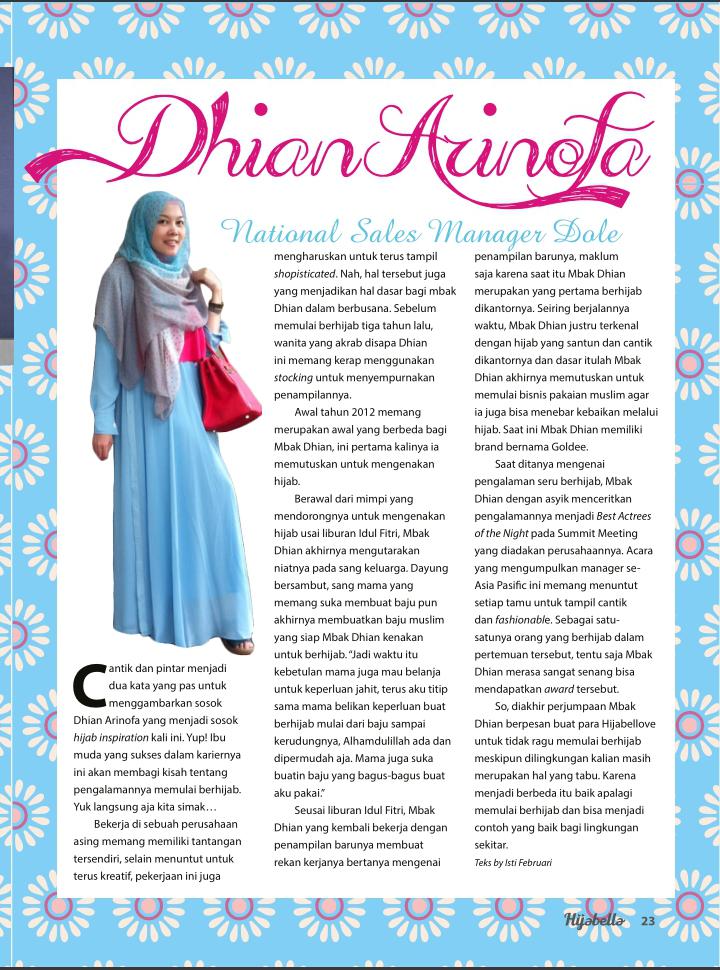 Dhian Arinofa
National Sales Manager Dole
Cantik dan pintar menjadi
dua kata yang pas untuk
menggambarkan sosok
Dhian Arinofa yang menjadi sosok
hijab inspiration kali ini. Yup! Ibu
muda yang sukses dalam kariernya
ini akan membagi kisah tentang
pengalamannya memulai berhijab.
Yuk langsung aja kita simak…
Bekerja di sebuah perusahaan
asing memang memiliki tantangan
tersendiri, selain menuntut untuk
terus kreatif, pekerjaan ini juga
mengharuskan untuk terus tampil
shopisticated. Nah, hal tersebut juga
yang menjadikan hal dasar bagi mbak
Dhian dalam berbusana. Sebelum
memulai berhijab tiga tahun lalu,
wanita yang akrab disapa Dhian
ini memang kerap menggunakan
stocking untuk menyempurnakan
penampilannya.
Awal tahun 2012 memang
merupakan awal yang berbeda bagi
Mbak Dhian, ini pertama kalinya ia
memutuskan untuk mengenakan
hijab.
Berawal dari mimpi yang
mendorongnya untuk mengenakan
hijab usai liburan Idul Fitri, Mbak
Dhian akhirnya mengutarakan
niatnya pada sang keluarga. Dayung
bersambut, sang mama yang
memang suka membuat baju pun
akhirnya membuatkan baju muslim
yang siap Mbak Dhian kenakan
untuk berhijab. “Jadi waktu itu
kebetulan mama juga mau belanja
untuk keperluan jahit, terus aku titip
sama mama belikan keperluan buat
berhijab mulai dari baju sampai
kerudungnya, Alhamdulillah ada dan
dipermudah aja. Mama juga suka
buatin baju yang bagus-bagus buat
aku pakai.”
Seusai liburan Idul Fitri, Mbak
Dhian yang kembali bekerja dengan
penampilan barunya membuat
rekan kerjanya bertanya mengenai
penampilan barunya, maklum
saja karena saat itu Mbak Dhian
merupakan yang pertama berhijab
dikantornya. Seiring berjalannya
waktu, Mbak Dhian justru terkenal
dengan hijab yang santun dan cantik
dikantornya dan dasar itulah Mbak
Dhian akhirnya memutuskan untuk
memulai bisnis pakaian muslim agar
ia juga bisa menebar kebaikan melalui
hijab. Saat ini Mbak Dhian memiliki
brand bernama Goldee.
Saat ditanya mengenai
pengalaman seru berhijab, Mbak
Dhian dengan asyik menceritkan
pengalamannya menjadi Best Actrees
of the Night pada Summit Meeting
yang diadakan perusahaannya. Acara
yang mengumpulkan manager se-
Asia Pasific ini memang menuntut
setiap tamu untuk tampil cantik
dan fashionable. Sebagai satu-
satunya orang yang berhijab dalam
pertemuan tersebut, tentu saja Mbak
Dhian merasa sangat senang bisa
mendapatkan award tersebut.
So, diakhir perjumpaan Mbak
Dhian berpesan buat para Hijabellove
untuk tidak ragu memulai berhijab
meskipun dilingkungan kalian masih
merupakan hal yang tabu. Karena
menjadi berbeda itu baik apalagi
memulai berhijab dan bisa menjadi
contoh yang baik bagi lingkungan
sekitar.
Teks by Isti Februari
Hijabella 23